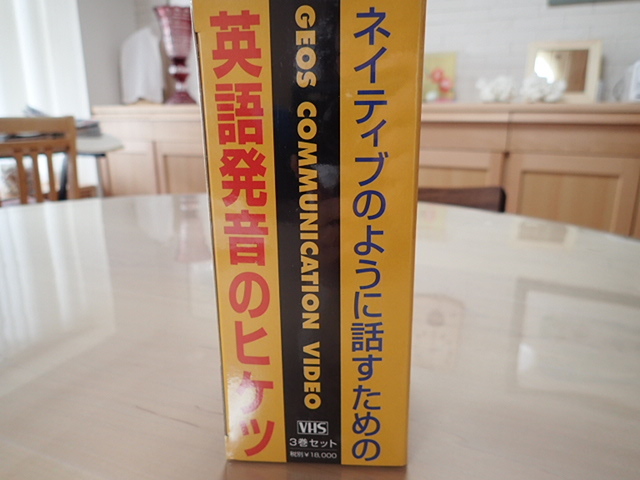 ネイティブのように話すための
GEOS COMMUNICATION VIDEO
VHS
3巻セット
税別¥18,000
英語発音のヒケツ